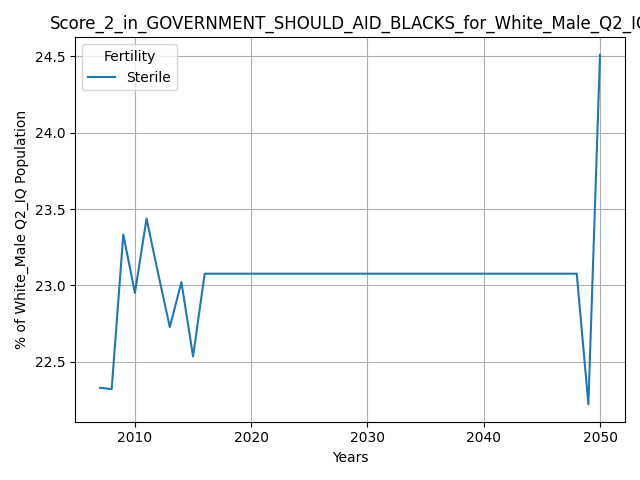 Score_2_in_GOVERNMENT_SHOULD_AID_BLACKS_for_White_Male_Q2_IQ
Fertility
Sterile
% of White_Male Q2_IQ Population
24.5
24.0
23.5
23.0
22.5
2010
2020
2030
2040
2050
Years